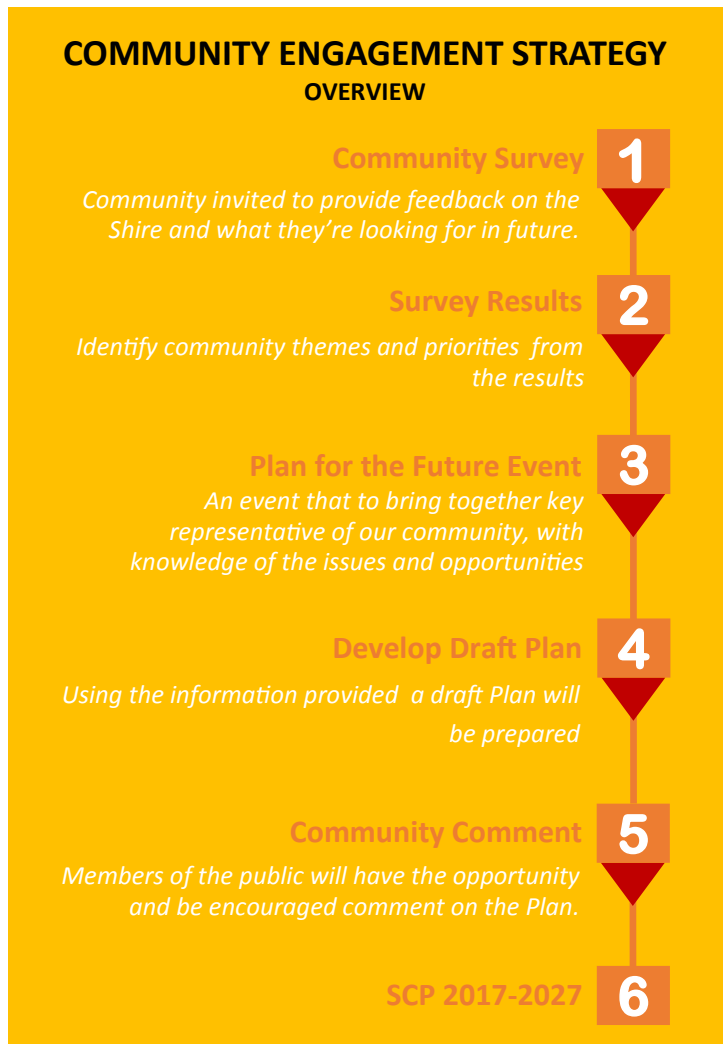 COMMUNITY ENGAGEMENT STRATEGY
OVERVIEW
Community Survey 1
Community invited to provide feedback on the
Shire and what they’re looking for in future.
Survey Results 2
Identify community themes and priorities from
the results
Plan for the Future Event 3
An event that to bring together key
representative of our community, with
knowledge of the issues and opportunities
Develop Draft Plan 4
Using the information provided a draft Plan will
be prepared
Community Comment 5
Members of the public will have the opportunity
and be encouraged comment on the Plan.
SCP 2017-2027 6